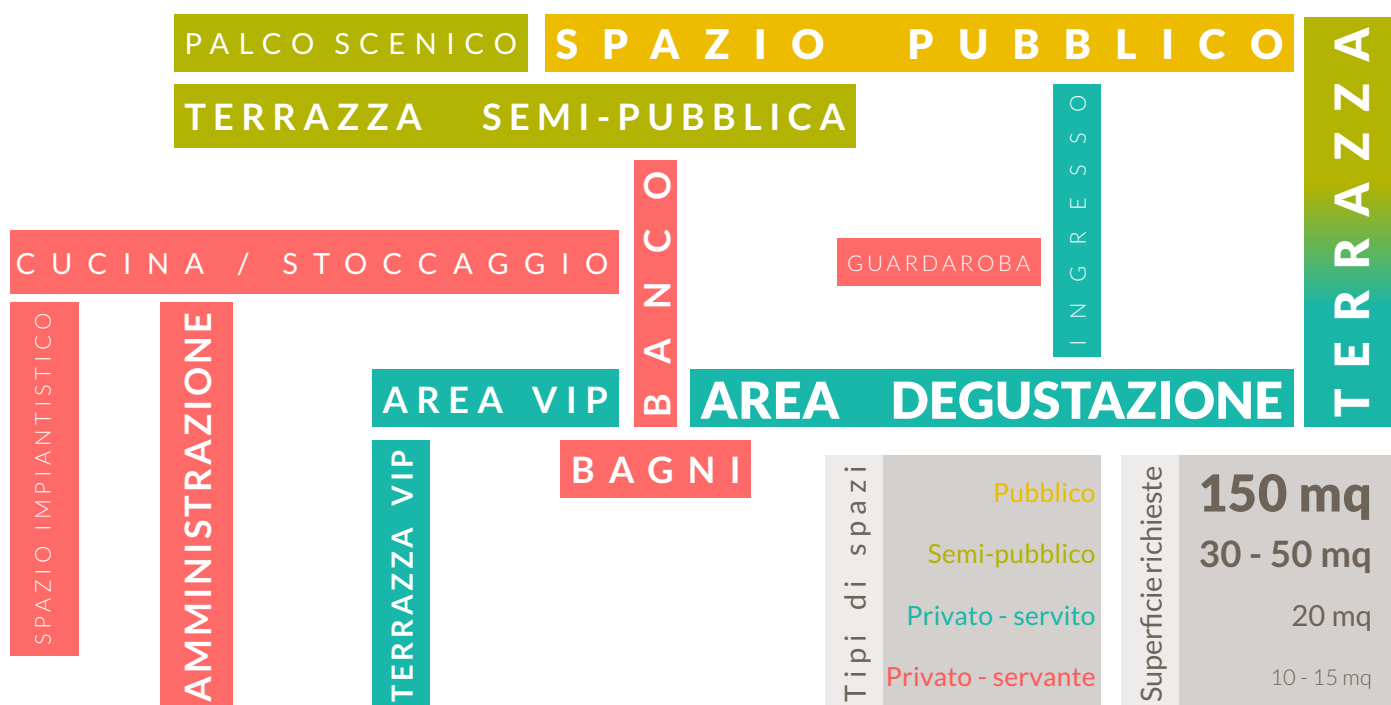 PALCO SCENICO
SPAZIO PUBBLICO
TERRAZZA
TERRAZZA SEMI-PUBBLICA
INGRESSO
BANCO
CUCINA / STOCCAGGIO
GUARDAROBA
SPAZIO IMPIANTISTICO
AMMINISTRAZIONE
AREA VIP
AREA DEGUSTAZIONE
TERRAZZA VIP
BAGNI
Tipi di spazi
Pubblico
Semi-pubblico
Privato - servito
Privato - servante
Superficie richieste
150 mq
30 - 50 mq
20 mq
10 - 15 mq